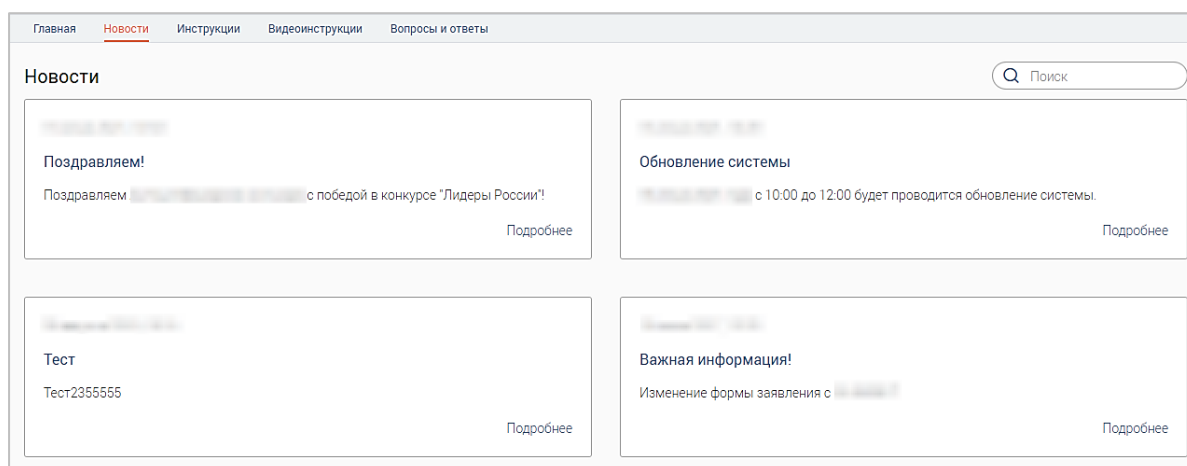 Главная Новости Инструкции Видеоинструкции Вопросы и ответы
Новости
Поиск
Поздравляем!
Поздравляем с победой в конкурсе "Лидеры России"!
Подробнее
Обновление системы
с 10:00 до 12:00 будет проводится обновление системы.
Подробнее
Тест
Тест2355555
Подробнее
Важная информация!
Изменение формы заявления с
Подробнее